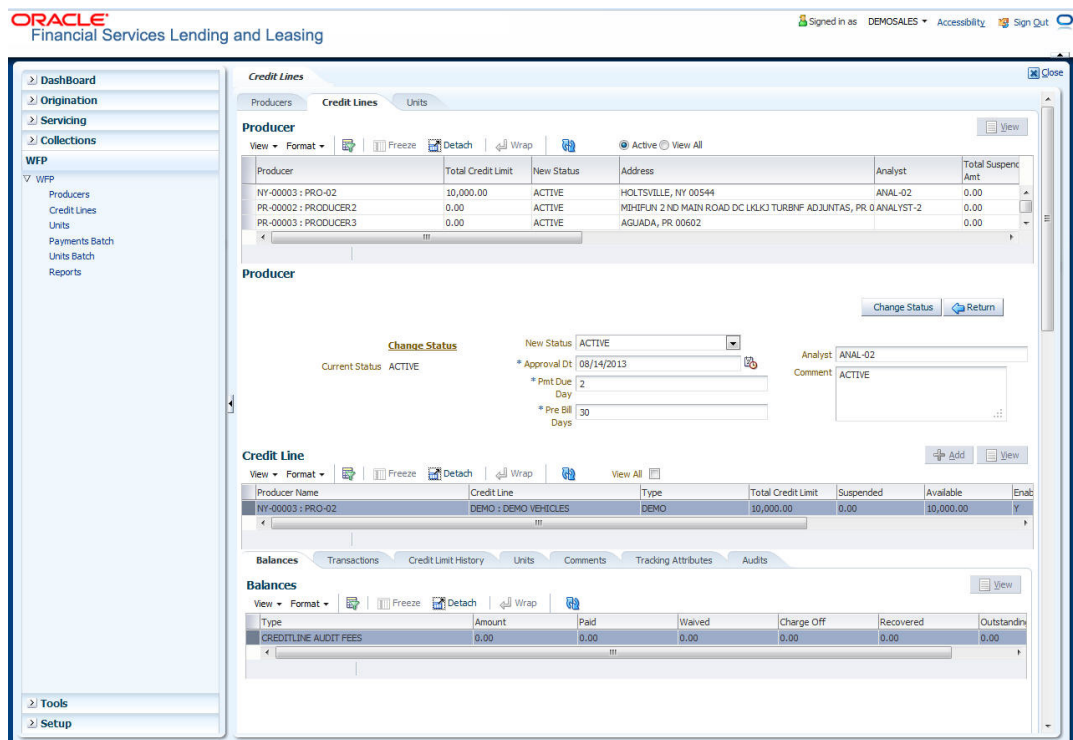 ORACLE
Financial Services Lending and Leasing
Signed in as DEMOSALES Accessibility Sign Out
Close
DashBoard
Origination
Servicing
Collections
WFP
WFP
Producers
Credit Lines
Units
Payments Batch
Units Batch
Reports
Tools
Setup
Credit Lines
Producers Credit Lines Units
Producer
View
View Format Freeze Detach Wrap Active View All
Producer Total Credit Limit New Status Address Analyst Total Suspend Amt
NY-00003 : PRO-02 10,000.00 ACTIVE HOLTSVILLE, NY 00544 ANAL-02 0.00
PR-00002 : PRODUCER2 0.00 ACTIVE MIHIFUN 2 ND MAIN ROAD DC LKLKJ TURBNF ADJUNTAS, PR 0 ANALYST-2 0.00
PR-00003 : PRODUCER3 0.00 ACTIVE AGUADA, PR 00602 0.00
Producer
Change Status Return
Change Status
Current Status ACTIVE
New Status ACTIVE
* Approval Dt 08/14/2013
* Pmt Due Day 2
* Pre Bill Days 30
Analyst ANAL-02
Comment ACTIVE
Credit Line
Add View
View Format Freeze Detach Wrap View All
Producer Name Credit Line Type Total Credit Limit Suspended Available Enab
NY-00003 : PRO-02 DEMO : DEMO VEHICLES DEMO 10,000.00 0.00 10,000.00 Y
Balances Transactions Credit Limit History Units Comments Tracking Attributes Audits
Balances
View
View Format Freeze Detach Wrap
Type Amount Paid Waived Charge Off Recovered Outstanding
CREDITLINE AUDIT FEES 0.00 0.00 0.00 0.00 0.00 0.00